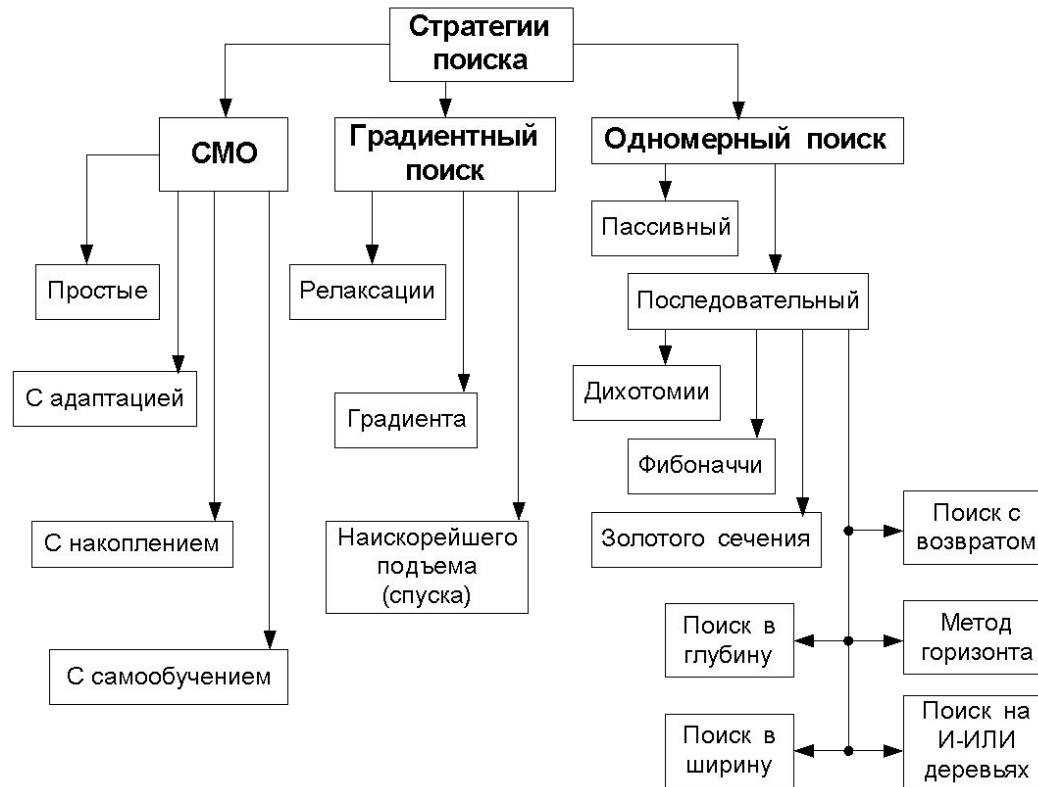 Стратегии
поиска
СМО
Градиентный
поиск
Одномерный поиск
Пассивный
Простые
Релаксации
Последовательный
С адаптацией
Градиента
Дихотомии
Фибоначчи
С накоплением
Наискорейшего
подъема
(спуска)
Золотого сечения
Поиск с
возвратом
Поиск в
глубину
Метод
горизонта
С самообучением
Поиск в
ширину
Поиск на
И-ИЛИ
деревьях